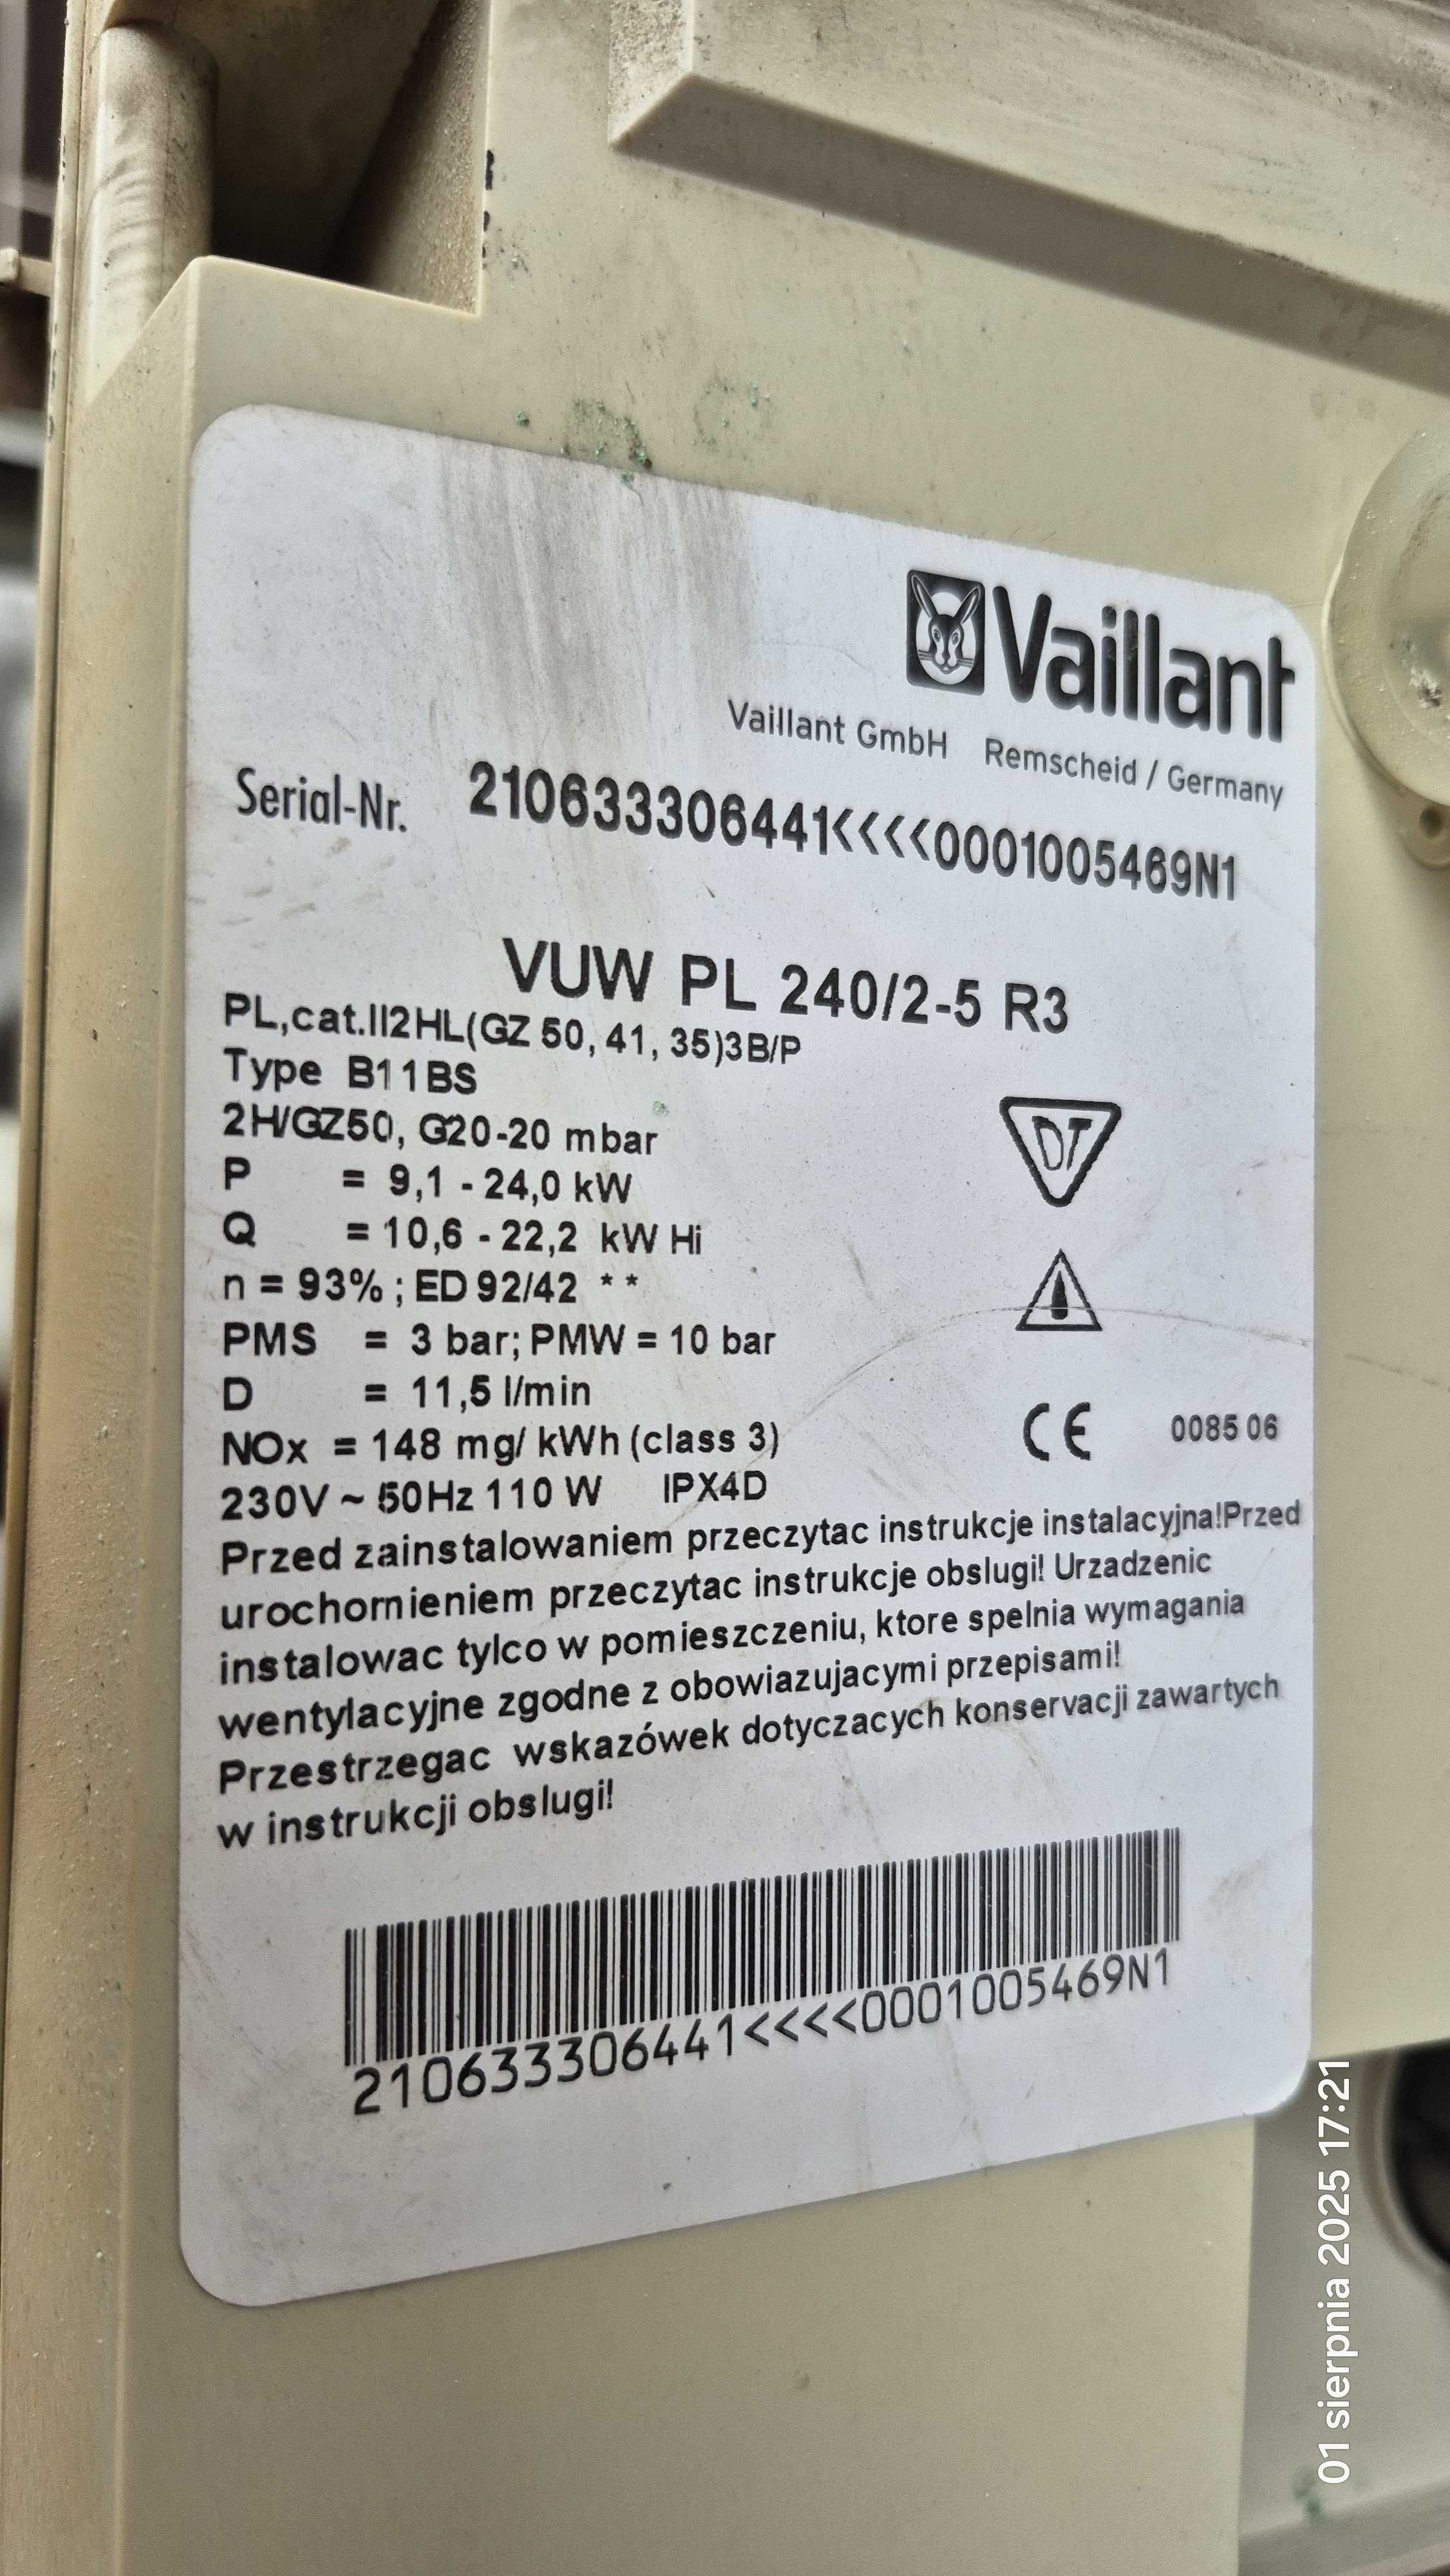 Vaillant
Vaillant GmbH Remscheid / Germany
Serial-Nr. 210633306441<<<<0001005469N1
VUW PL 240/2-5 R3
PL,cat.II2HL(GZ 50, 41, 35)3B/P
Type B11BS
2H/GZ50, G20-20 mbar
P = 9,1 - 24,0 kW
Q = 10,6 - 22,2 kW Hi
n = 93% ; ED 92/42 **
PMS = 3 bar; PMW = 10 bar
D = 11,5 l/min
NOx = 148 mg/ kWh (class 3)
230V ~ 50Hz 110 W IPX4D
DT
CE 0085 06
Przed zainstalowaniem przeczytac instrukcje instalacyjna!Przed
urochornieniem przeczytac instrukcje obslugi! Urzadzenic
instalowac tylco w pomieszczeniu, ktore spelnia wymagania
wentylacyjne zgodne z obowiazujacymi przepisami!
Przestrzegac wskazówek dotyczacych konservacji zawartych
w instrukcji obslugi!
210633306441<<<<0001005469N1
01 sierpnia 2025 17:21